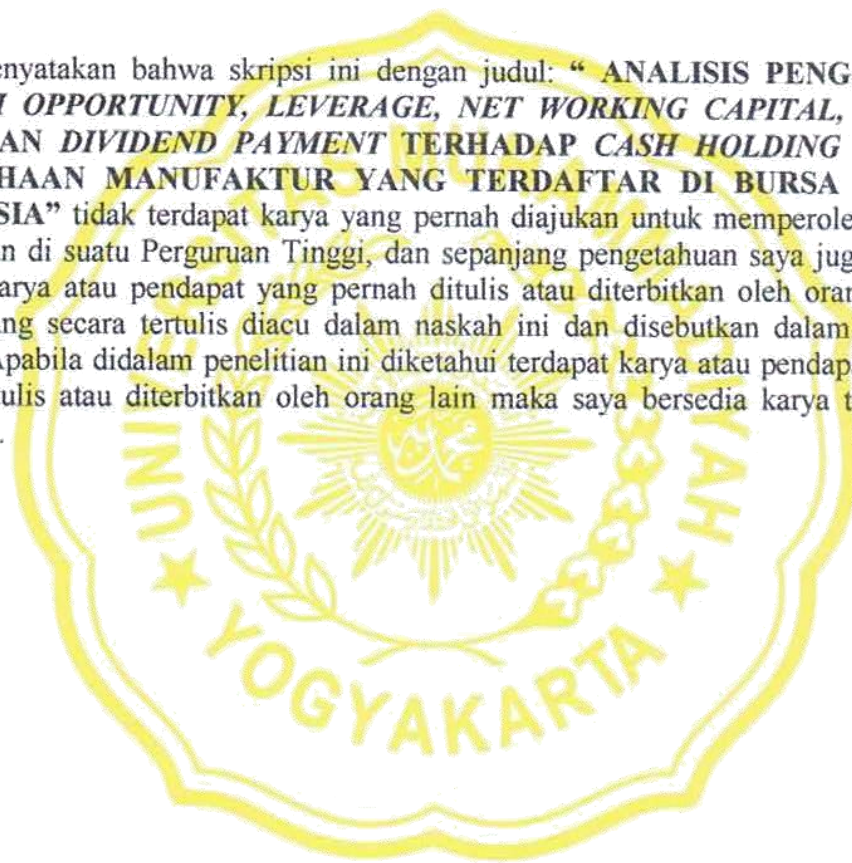 enyatakan bahwa skripsi ini dengan judul: “ ANALISIS PENG
OPPORTUNITY, LEVERAGE, NET WORKING CAPITAL,
AN DIVIDEND PAYMENT TERHADAP CASH HOLDING
HAAN MANUFAKTUR YANG TERDAFTAR DI BURSA
SIA” tidak terdapat karya yang pernah diajukan untuk memperole
n di suatu Perguruan Tinggi, dan sepanjang pengetahuan saya jug
arya atau pendapat yang pernah ditulis atau diterbitkan oleh oran
ng secara tertulis diacu dalam naskah ini dan disebutkan dalam
Apabila didalam penelitian ini diketahui terdapat karya atau pendap
ulis atau diterbitkan oleh orang lain maka saya bersedia karya t
.
UNIVERSITAS MUHAMMADIYAH
YOGYAKARTA